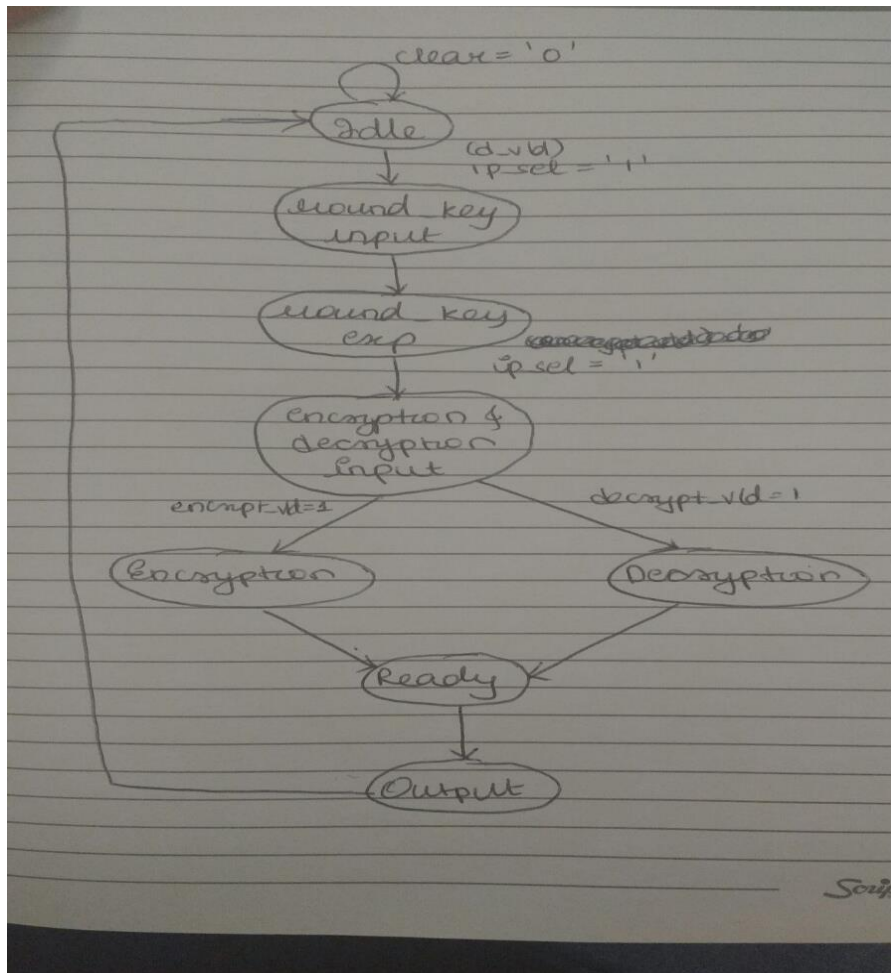 clear = '0'
Idle
(d_vld)
ip_sel = '1'
round_key
input
round_key
exp
ip sel = '1'
encryption &
decryption
input
encrypt_vld=1
decrypt_vld = 1
Encryption
Decryption
Ready
Output